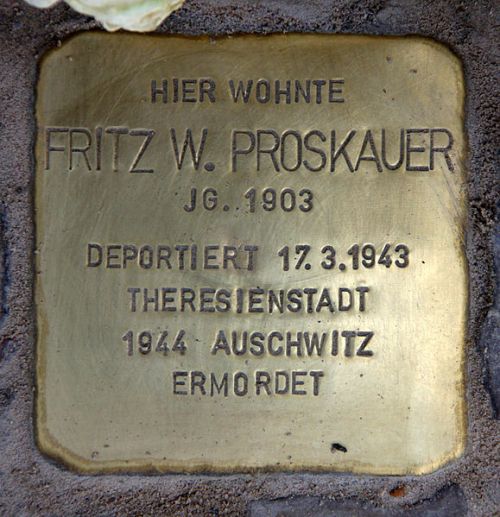 HIER WOHNTE
FRITZ W. PROSKAUER
JG. 1903
DEPORTIERT 17.3.1943
THERESIENSTADT
1944 AUSCHWITZ
ERMORDET